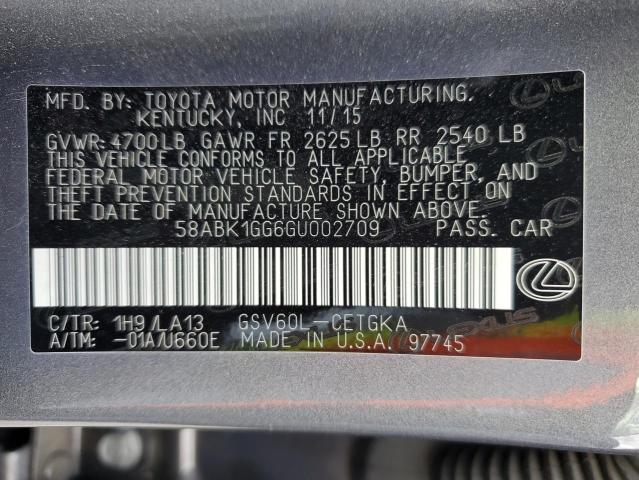 MFD. BY: TOYOTA MOTOR MANUFACTURING.
KENTUCKY, INC 11/15
GVWR: 4700LB GAWR FR 2625LB RR 2540 LB
THIS VEHICLE CONFORMS TO ALL APPLICABLE
FEDERAL MOTOR VEHICLE SAFETY, BUMPER, AND
THEFT PREVENTION STANDARDS IN EFFECT ON
THE DATE OF MANUFACTURE SHOWN ABOVE.
58ABK1GG6GU002709 PASS. CAR
C/TR: 1H9/LA13 GSV60L-CETGKA
A/TM: -01A/U660E MADE IN U.S.A. 97745